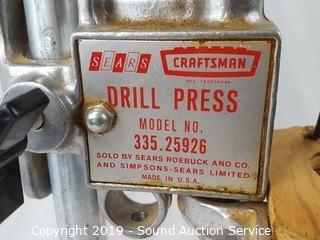 SEARS
CRAFTSMAN
REG. TRADEMARK
DRILL PRESS
MODEL NO.
335.25926
SOLD BY SEARS ROEBUCK AND CO.
AND SIMPSONS-SEARS LIMITED
MADE IN U.S.A.
Copyright 2019 - Sound Auction Service